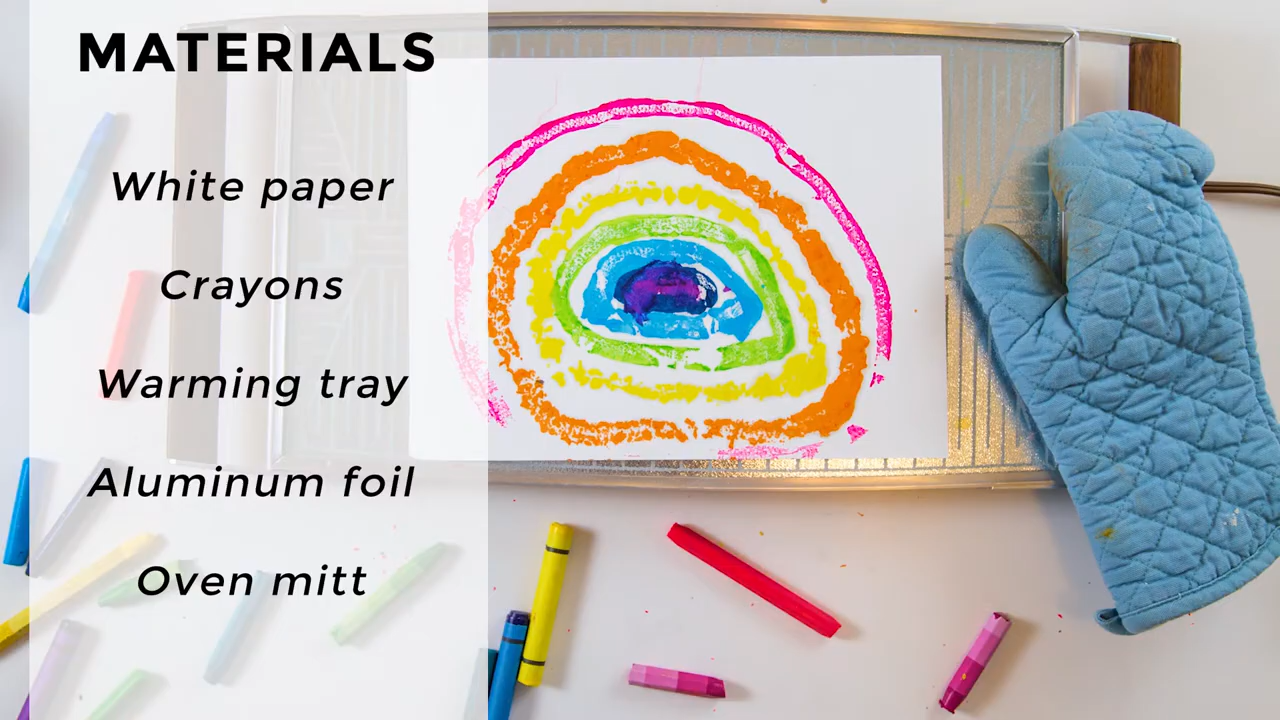 MATERIALS
White paper
Crayons
Warming tray
Aluminum foil
Oven mitt